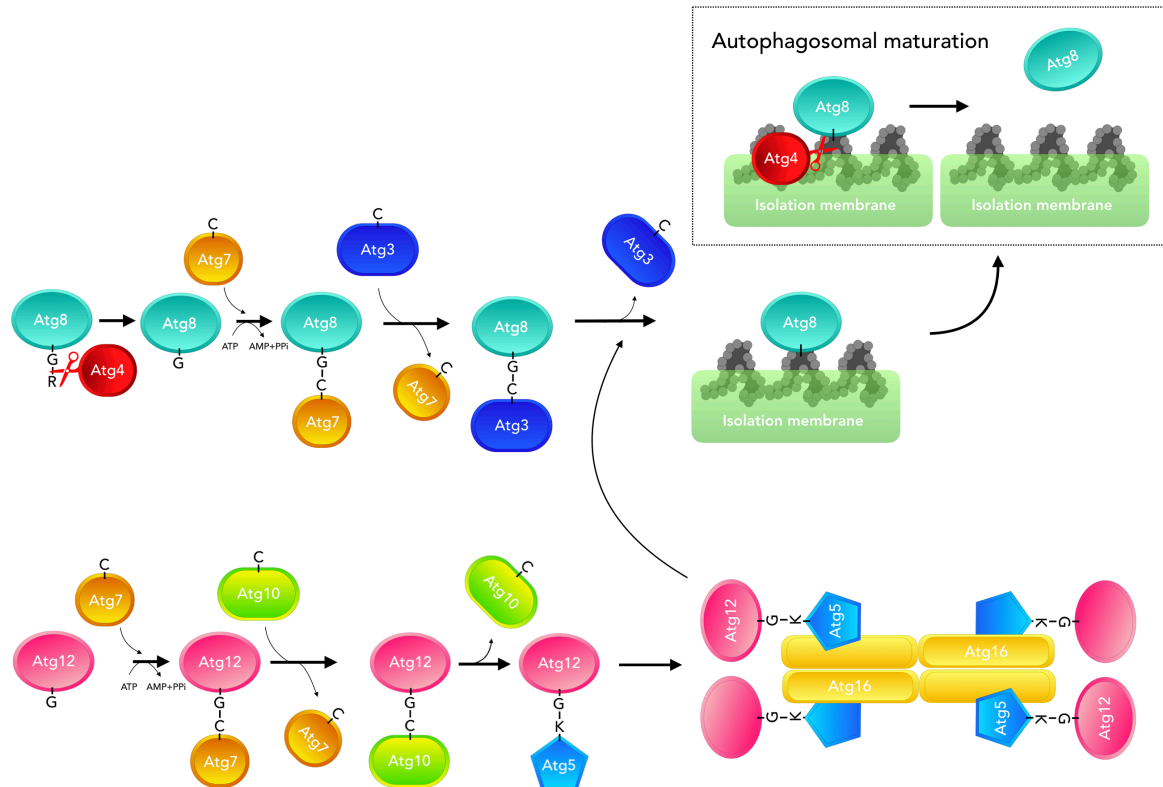 Autophagosomal maturation
Atg8
Atg8
Atg4
Isolation membrane
Isolation membrane
C
Atg7
C
Atg3
C
Atg3
Atg8
G
R
Atg4
Atg8
G
ATP
AMP+PPi
Atg8
G
C
Atg7
C
Atg7
Atg8
G
C
Atg3
Atg8
Isolation membrane
C
Atg7
Atg12
G
ATP
AMP+PPi
C
Atg10
Atg12
G
C
Atg7
C
Atg7
Atg12
G
C
Atg10
C
Atg10
Atg12
G
K
Atg5
Atg12
G
K
Atg5
K
G
Atg16
Atg16
G
K
Atg5
K
G
Atg12